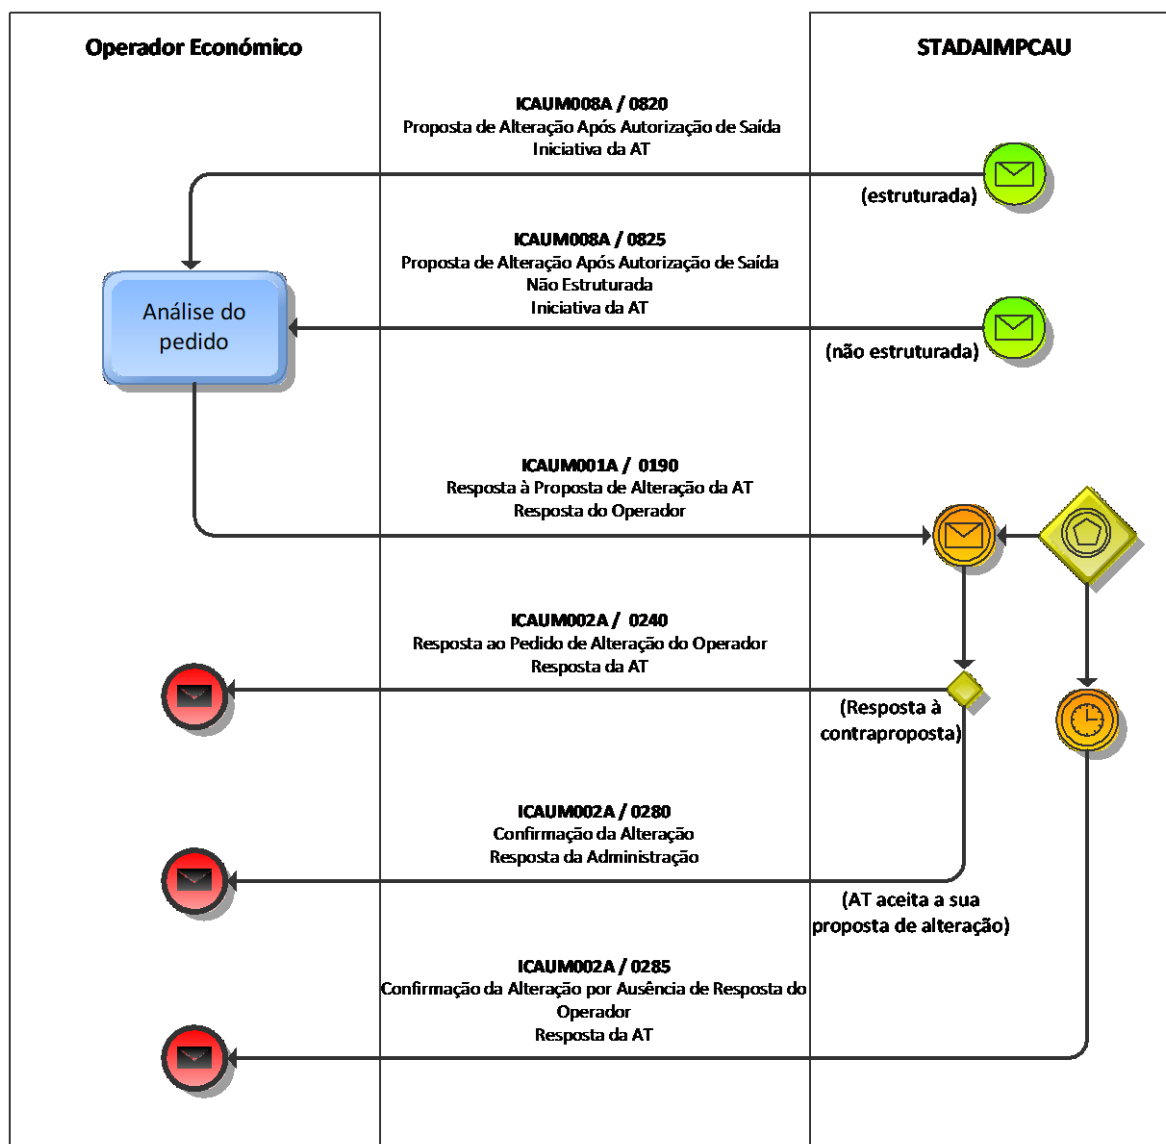 Operador Económico
STADAIMPCAU
ICAUM008A / 0820
Proposta de Alteração Após Autorização de Saída
Iniciativa da AT
(estruturada)
ICAUM008A / 0825
Proposta de Alteração Após Autorização de Saída
Não Estruturada
Iniciativa da AT
(não estruturada)
Análise do
pedido
ICAUM001A / 0190
Resposta à Proposta de Alteração da AT
Resposta do Operador
ICAUM002A / 0240
Resposta ao Pedido de Alteração do Operador
Resposta da AT
(Resposta à
contraproposta)
ICAUM002A / 0280
Confirmação da Alteração
Resposta da Administração
(AT aceita a sua
proposta de alteração)
ICAUM002A / 0285
Confirmação da Alteração por Ausência de Resposta do
Operador
Resposta da AT